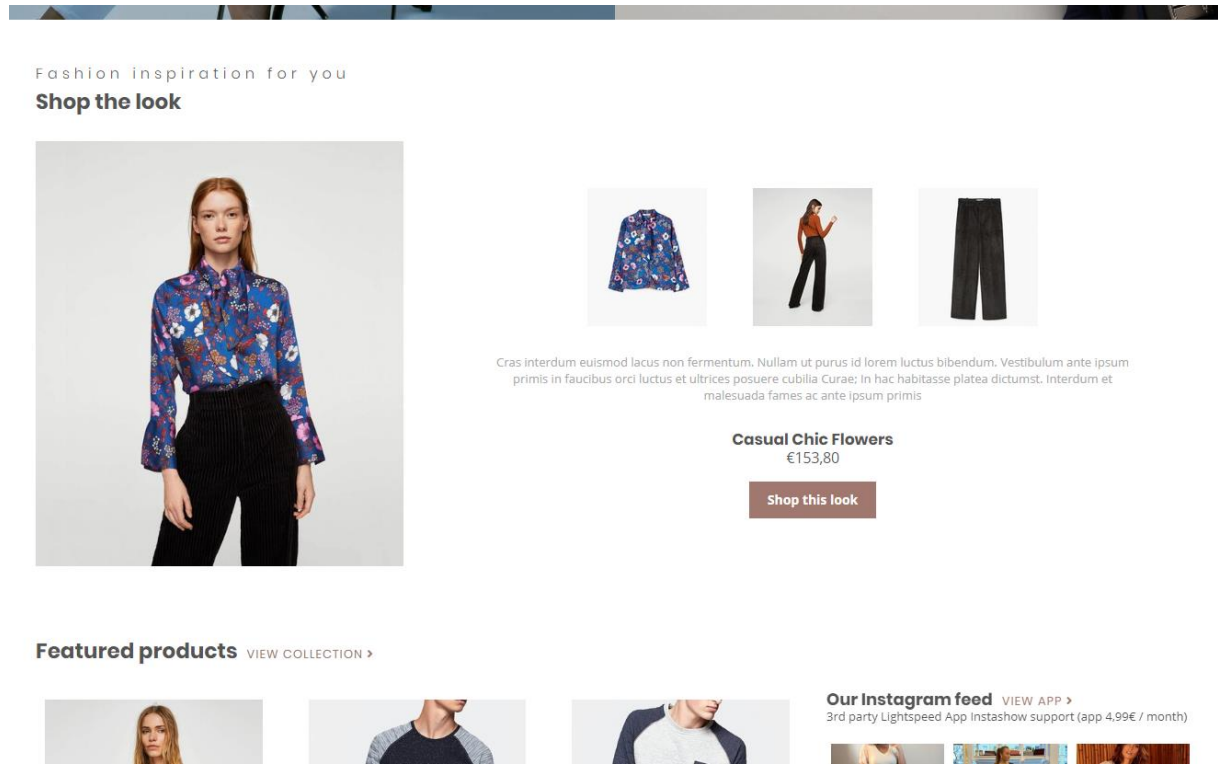 Fashion inspiration for you
Shop the look
Cras interdum euismod lacus non fermentum. Nullam ut purus id lorem luctus bibendum. Vestibulum ante ipsum
primis in faucibus orci luctus et ultrices posuere cubilia Curae; In hac habitasse platea dictumst. Interdum et
malesuada fames ac ante ipsum primis
Casual Chic Flowers
€153,80
Shop this look
Featured products VIEW COLLECTION >
Our Instagram feed VIEW APP >
3rd party Lightspeed App Instashow support (app 4,99€ / month)